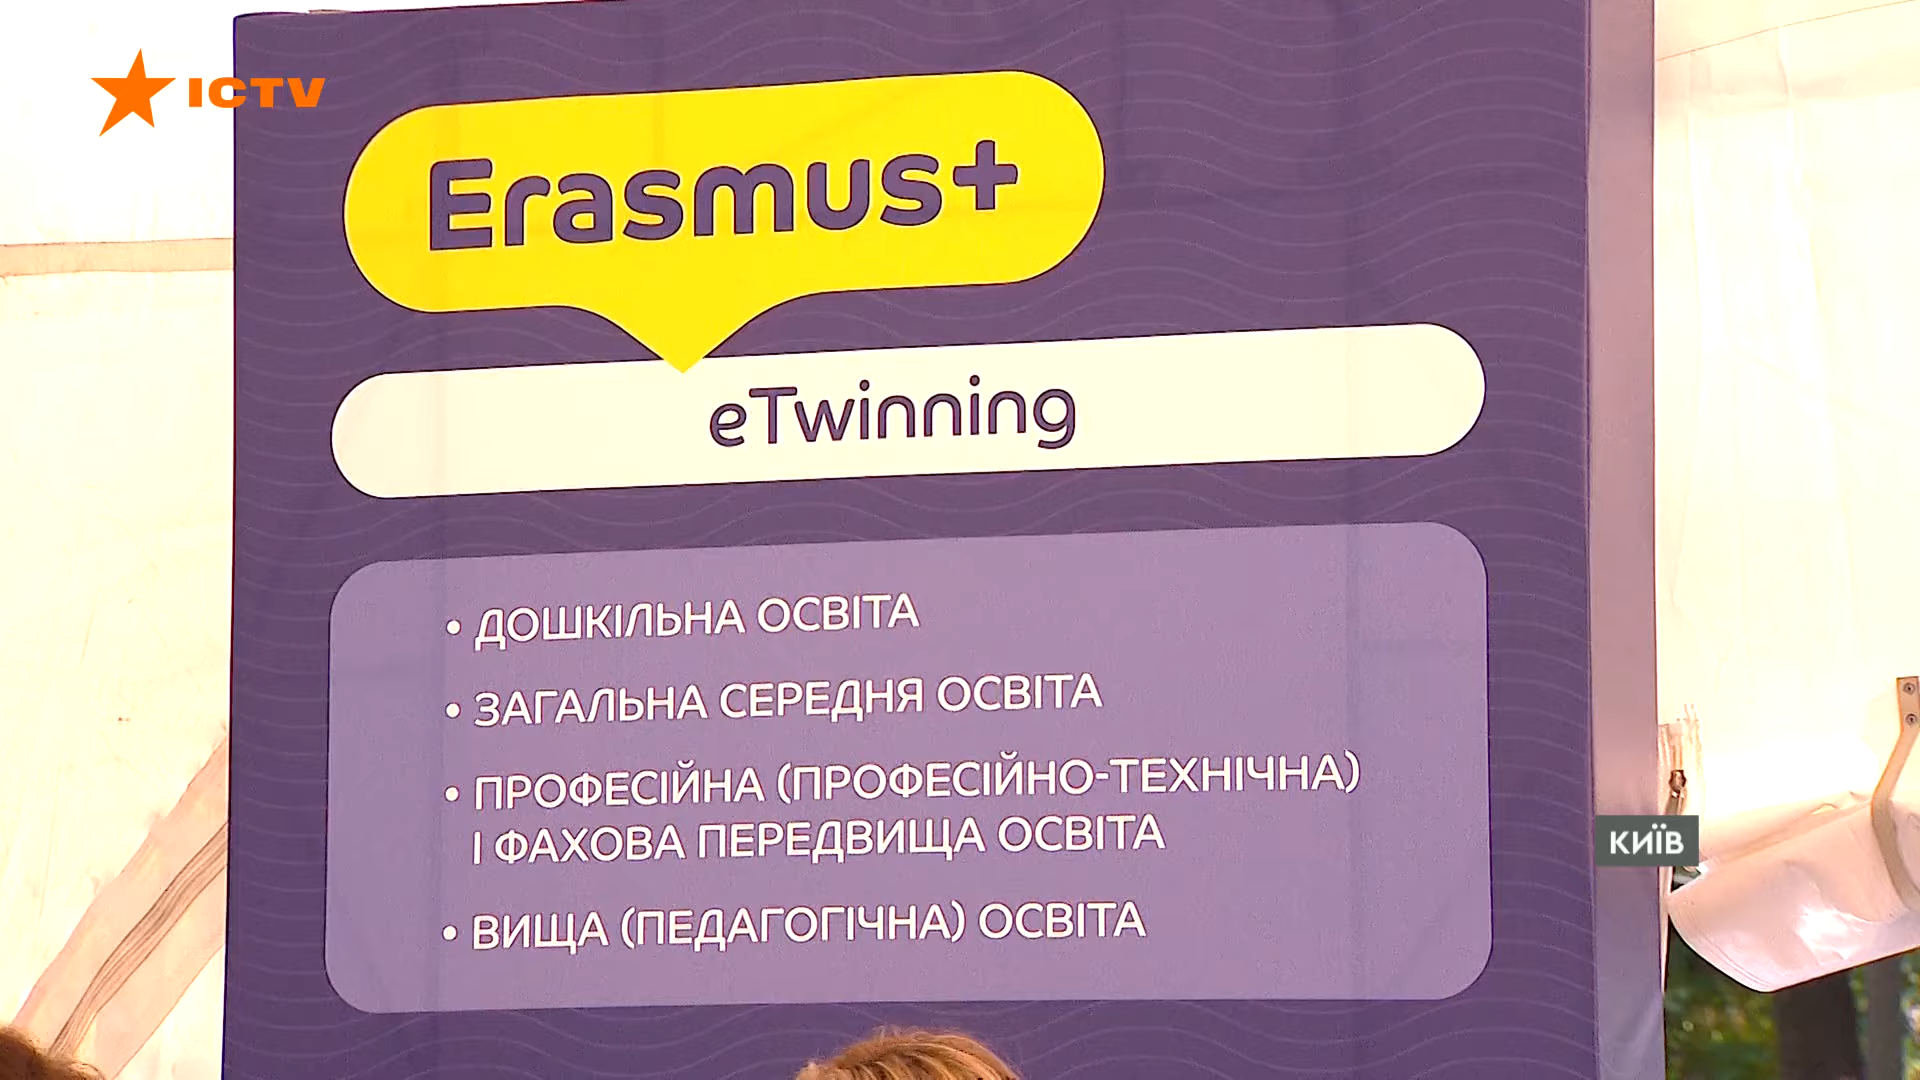 ICTV
Erasmus+
eTwinning
• ДОШКІЛЬНА ОСВІТА
• ЗАГАЛЬНА СЕРЕДНЯ ОСВІТА
• ПРОФЕСІЙНА (ПРОФЕСІЙНО-ТЕХНІЧНА)
І ФАХОВА ПЕРЕДВИЩА ОСВІТА
КИЇВ
• ВИЩА (ПЕДАГОГІЧНА) ОСВІТА